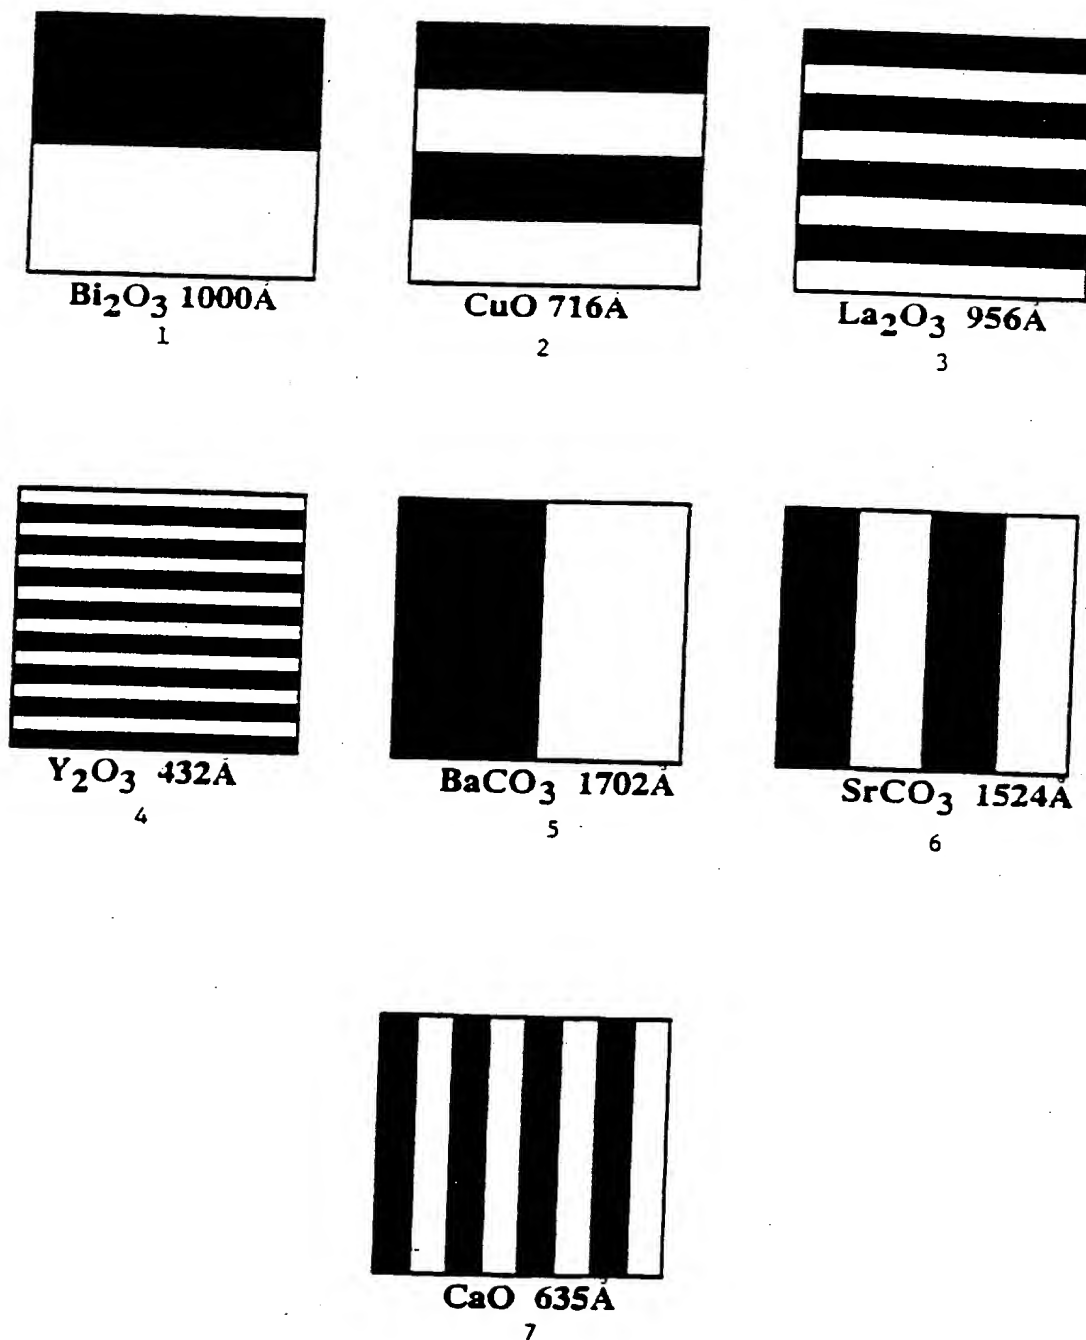 Bi₂O₃ 1000Å
1
CuO 716Å
2
La₂O₃ 956Å
3
Y₂O₃ 432Å
4
BaCO₃ 1702Å
5
SrCO₃ 1524Å
6
CaO 635Å
7